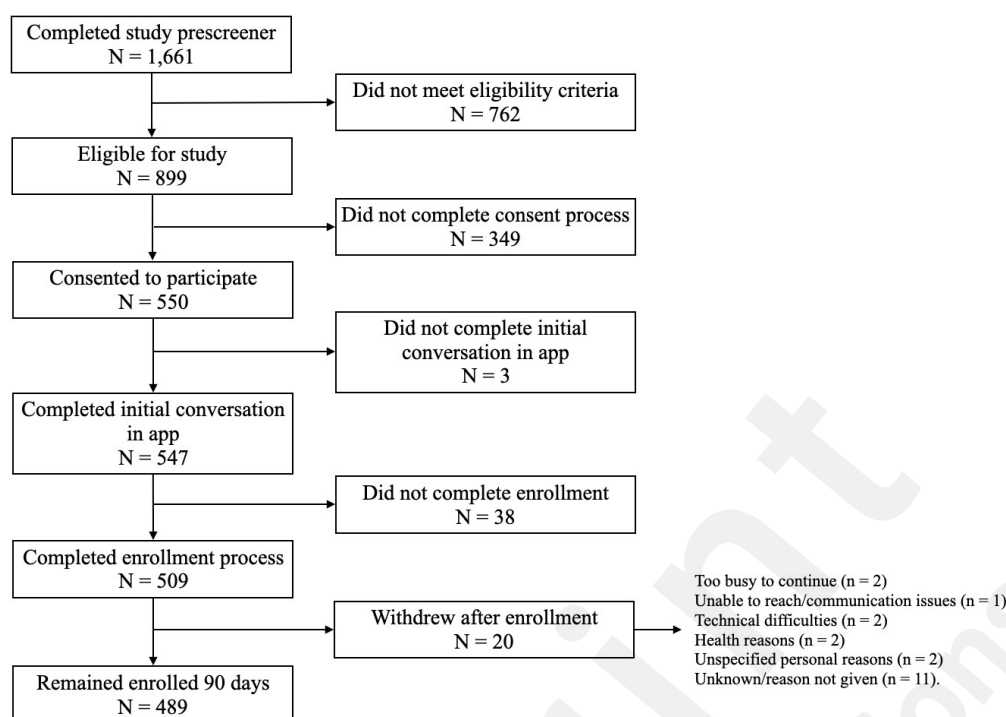 Completed study prescreener
N = 1,661
Did not meet eligibility criteria
N = 762
Eligible for study
N = 899
Did not complete consent process
N = 349
Consented to participate
N = 550
Did not complete initial
conversation in app
N = 3
Completed initial conversation
in app
N = 547
Did not complete enrollment
N = 38
Completed enrollment process
N = 509
Withdrew after enrollment
N = 20
Too busy to continue (n = 2)
Unable to reach/communication issues (n = 1)
Technical difficulties (n = 2)
Health reasons (n = 2)
Unspecified personal reasons (n = 2)
Unknown/reason not given (n = 11).
Remained enrolled 90 days
N = 489